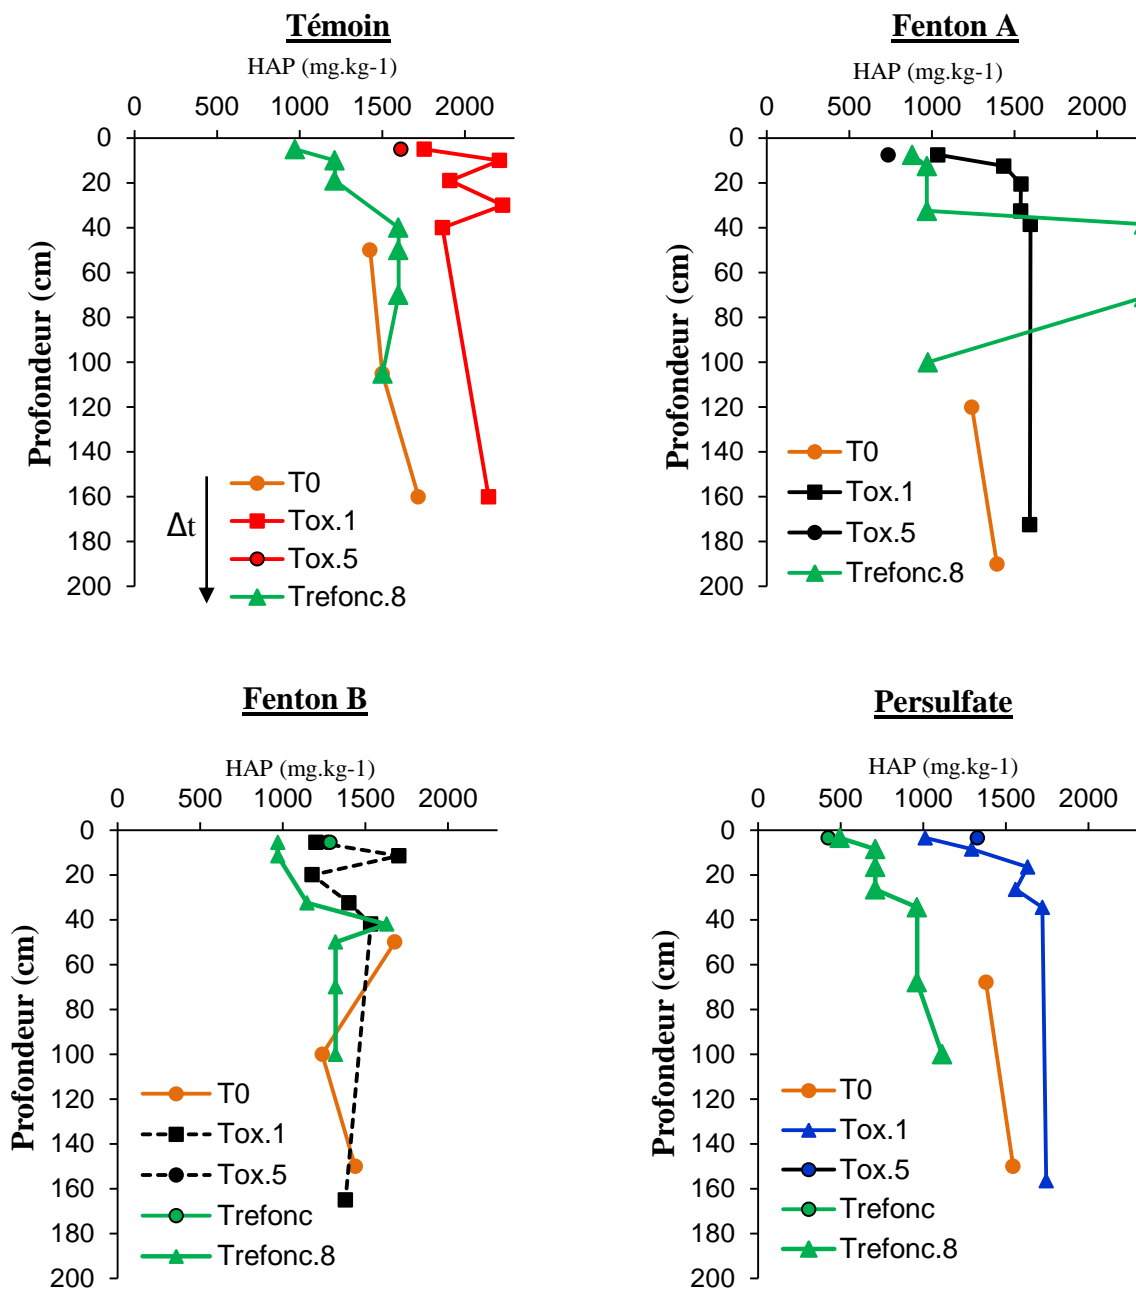 Témoin
HAP (mg.kg-1)
0 500 1000 1500 2000
0
20
40
60
80
100
120
140
160
180
200
Profondeur (cm)
Δt
T0
Tox.1
Tox.5
Trefonc.8
Fenton A
HAP (mg.kg-1)
0 500 1000 1500 2000
0
20
40
60
80
100
120
140
160
180
200
Profondeur (cm)
T0
Tox.1
Tox.5
Trefonc.8
Fenton B
HAP (mg.kg-1)
0 500 1000 1500 2000
0
20
40
60
80
100
120
140
160
180
200
Profondeur (cm)
T0
Tox.1
Tox.5
Trefonc
Trefonc.8
Persulfate
HAP (mg.kg-1)
0 500 1000 1500 2000
0
20
40
60
80
100
120
140
160
180
200
Profondeur (cm)
T0
Tox.1
Tox.5
Trefonc
Trefonc.8